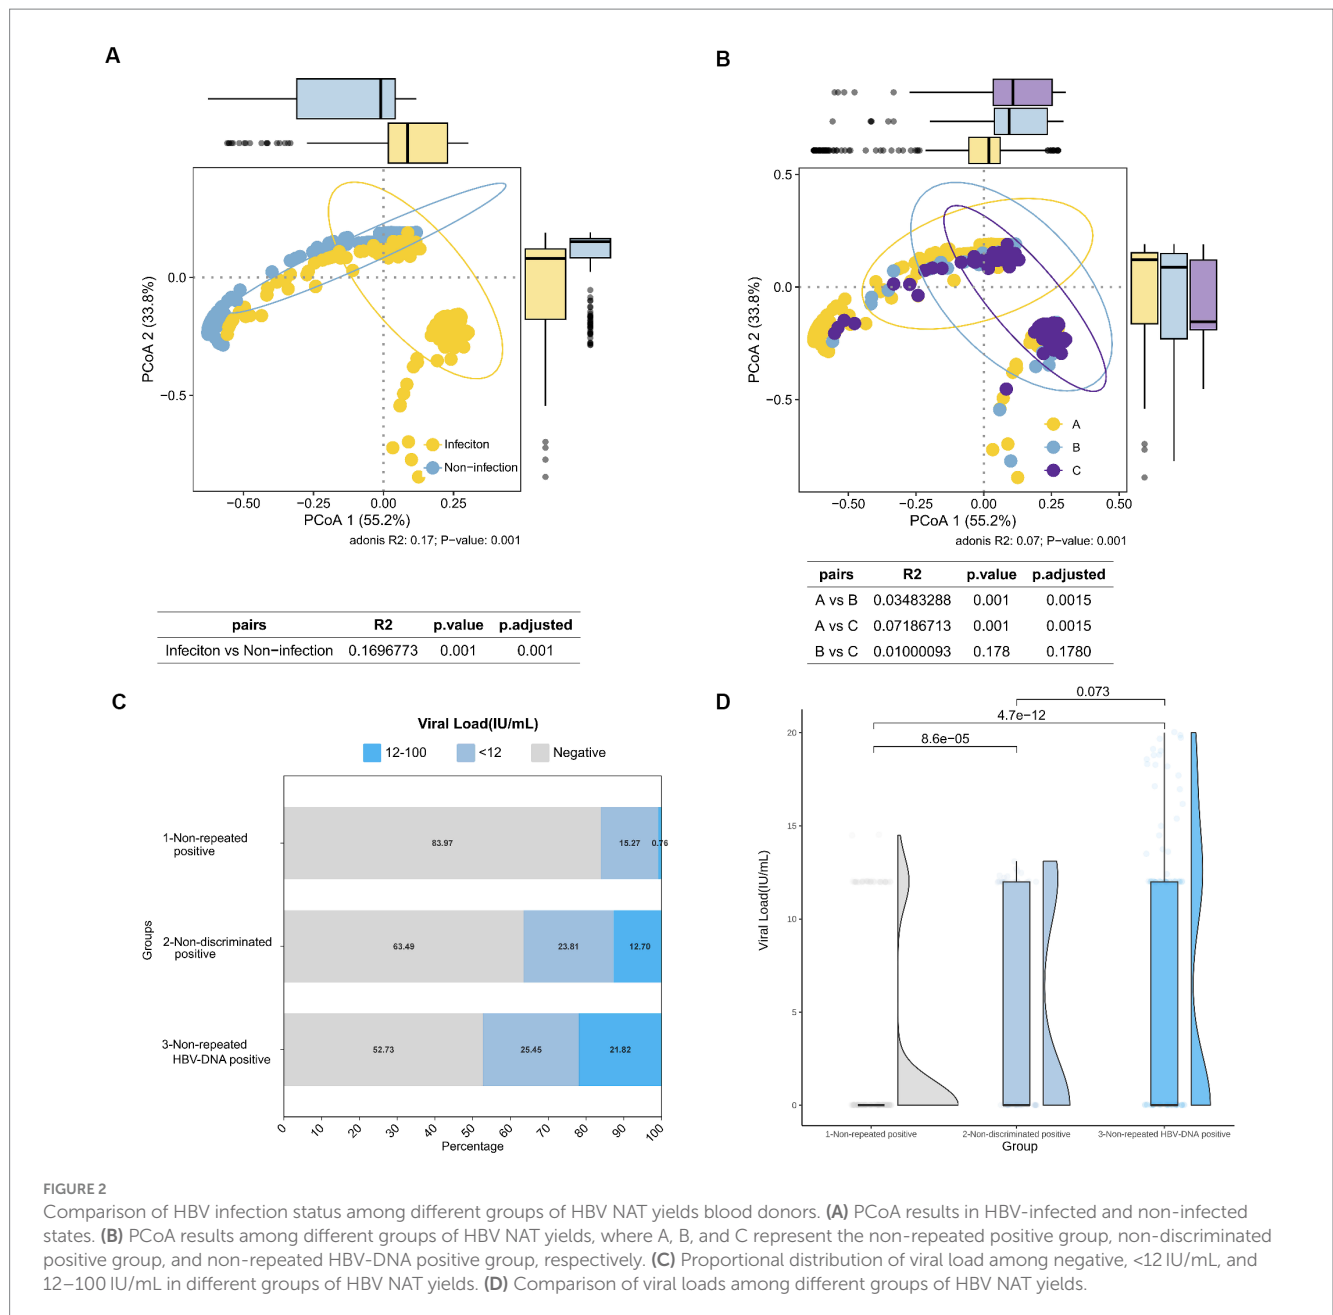 A
0.0
−0.5
PCoA 2 (33.8%)
Infeciton
Non−infection
−0.50
−0.25
0.00
0.25
PCoA 1 (55.2%)
adonis R2: 0.17; P−value: 0.001
pairs R2 p.value p.adjusted
Infeciton vs Non−infection 0.1696773 0.001 0.001
B
0.5
0.0
−0.5
PCoA 2 (33.8%)
A
B
C
−0.50
−0.25
0.00
0.25
0.50
PCoA 1 (55.2%)
adonis R2: 0.07; P−value: 0.001
pairs R2 p.value p.adjusted
A vs B 0.03483288 0.001 0.0015
A vs C 0.07186713 0.001 0.0015
B vs C 0.01000093 0.178 0.1780
C
Viral Load(IU/mL)
12-100
<12
Negative
Groups
1-Non-repeated
positive
83.97
15.27
0.76
2-Non-discriminated
positive
63.49
23.81
12.70
3-Non-repeated
HBV-DNA positive
52.73
25.45
21.82
0
10
20
30
40
50
60
70
80
90
100
Percentage
D
0.073
4.7e−12
8.6e−05
20
15
10
5
0
Viral Load(IU/mL)
1-Non-repeated positive
2-Non-discriminated positive
3-Non-repeated HBV-DNA positive
Group
FIGURE 2
Comparison of HBV infection status among different groups of HBV NAT yields blood donors. (A) PCoA results in HBV-infected and non-infected
states. (B) PCoA results among different groups of HBV NAT yields, where A, B, and C represent the non-repeated positive group, non-discriminated
positive group, and non-repeated HBV-DNA positive group, respectively. (C) Proportional distribution of viral load among negative, <12 IU/mL, and
12–100 IU/mL in different groups of HBV NAT yields. (D) Comparison of viral loads among different groups of HBV NAT yields.